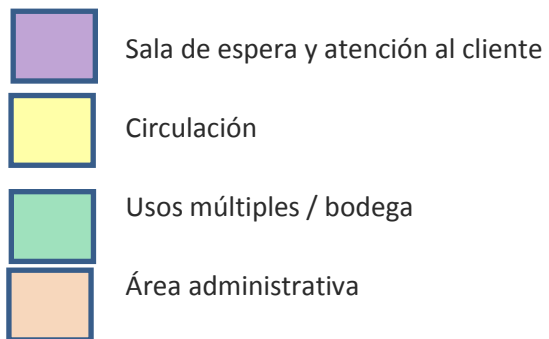 Sala de espera y atención al cliente
Circulación
Usos múltiples / bodega
Área administrativa